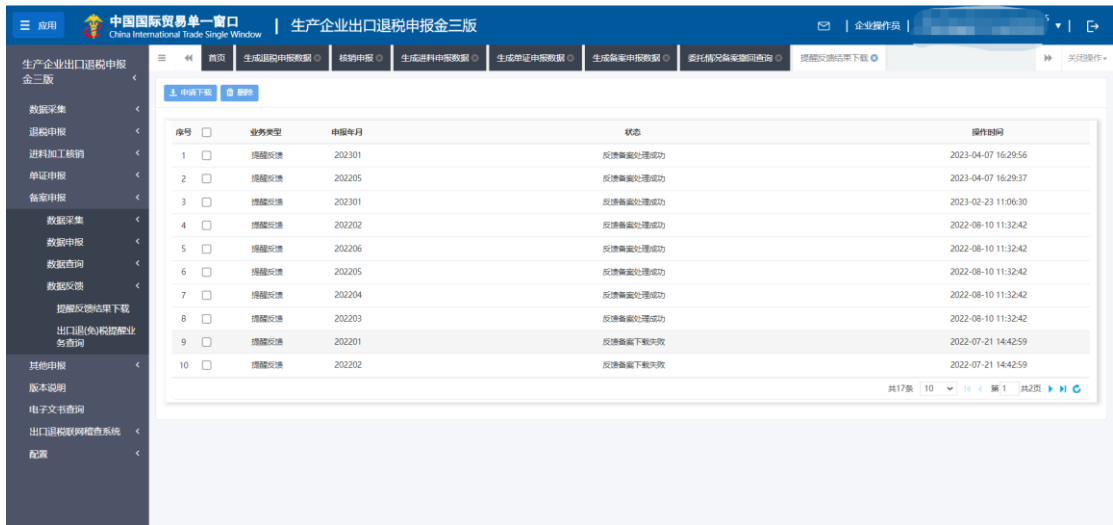 应用 中国国际贸易单一窗口 生产企业出口退税申报金三版 企业操作员
China International Trade Single Window
生产企业出口退税申报
金三版
首页 生成退税申报数据 核销申报 生成进料申报数据 生成单证申报数据 生成备案申报数据 委托情况备案撤回查询 提醒反馈结果下载 关闭操作
申请下载 删除
数据采集
退税申报
进料加工核销
单证申报
备案申报
数据采集
数据申报
数据查询
数据反馈
提醒反馈结果下载
出口退(免)税提醒业
务查询
其他申报
版本说明
电子文书查询
出口退税联网稽查系统
配置
序号 业务类型 申报年月 状态 操作时间
1 提醒反馈 202301 反馈备案处理成功 2023-04-07 16:29:56
2 提醒反馈 202205 反馈备案处理成功 2023-04-07 16:29:37
3 提醒反馈 202301 反馈备案处理成功 2023-02-23 11:06:30
4 提醒反馈 202202 反馈备案处理成功 2022-08-10 11:32:42
5 提醒反馈 202206 反馈备案处理成功 2022-08-10 11:32:42
6 提醒反馈 202205 反馈备案处理成功 2022-08-10 11:32:42
7 提醒反馈 202204 反馈备案处理成功 2022-08-10 11:32:42
8 提醒反馈 202203 反馈备案处理成功 2022-08-10 11:32:42
9 提醒反馈 202201 反馈备案下载失败 2022-07-21 14:42:59
10 提醒反馈 202202 反馈备案下载失败 2022-07-21 14:42:59
共17条 10 第 1 共2页